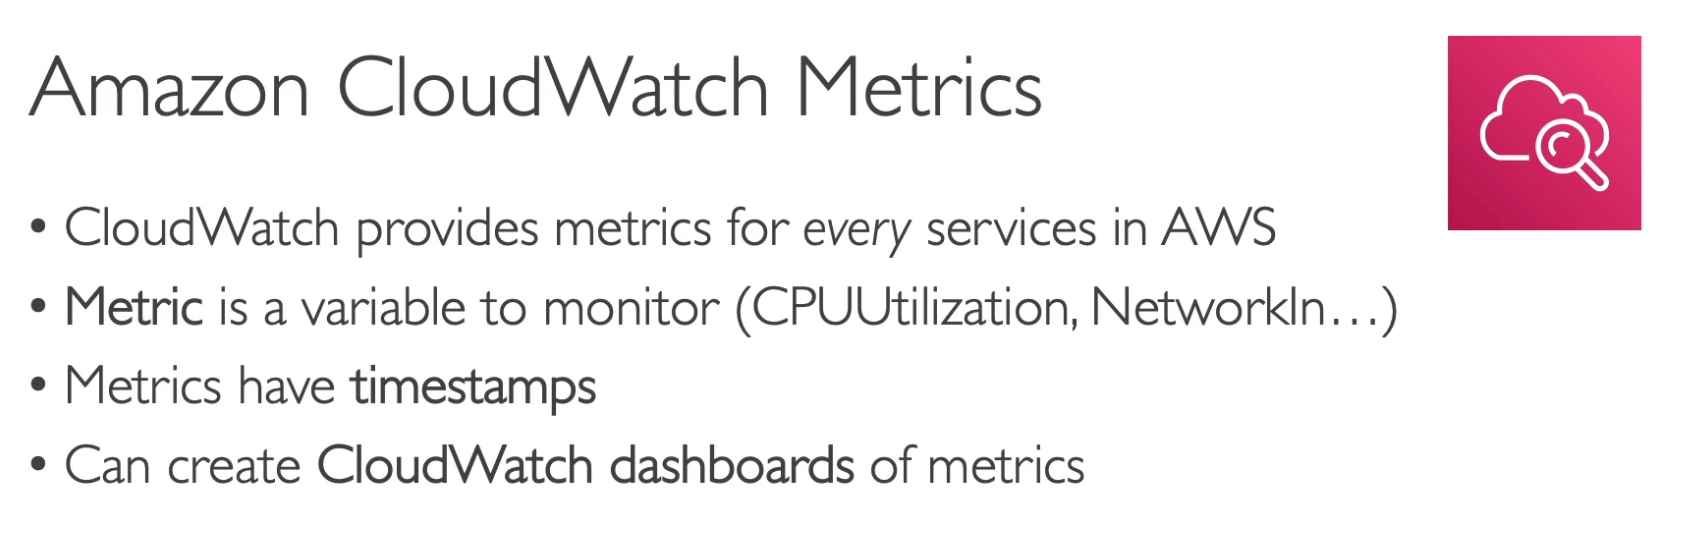 Amazon CloudWatch Metrics
• CloudWatch provides metrics for every services in AWS
• Metric is a variable to monitor (CPUUtilization, NetworkIn…)
• Metrics have timestamps
• Can create CloudWatch dashboards of metrics